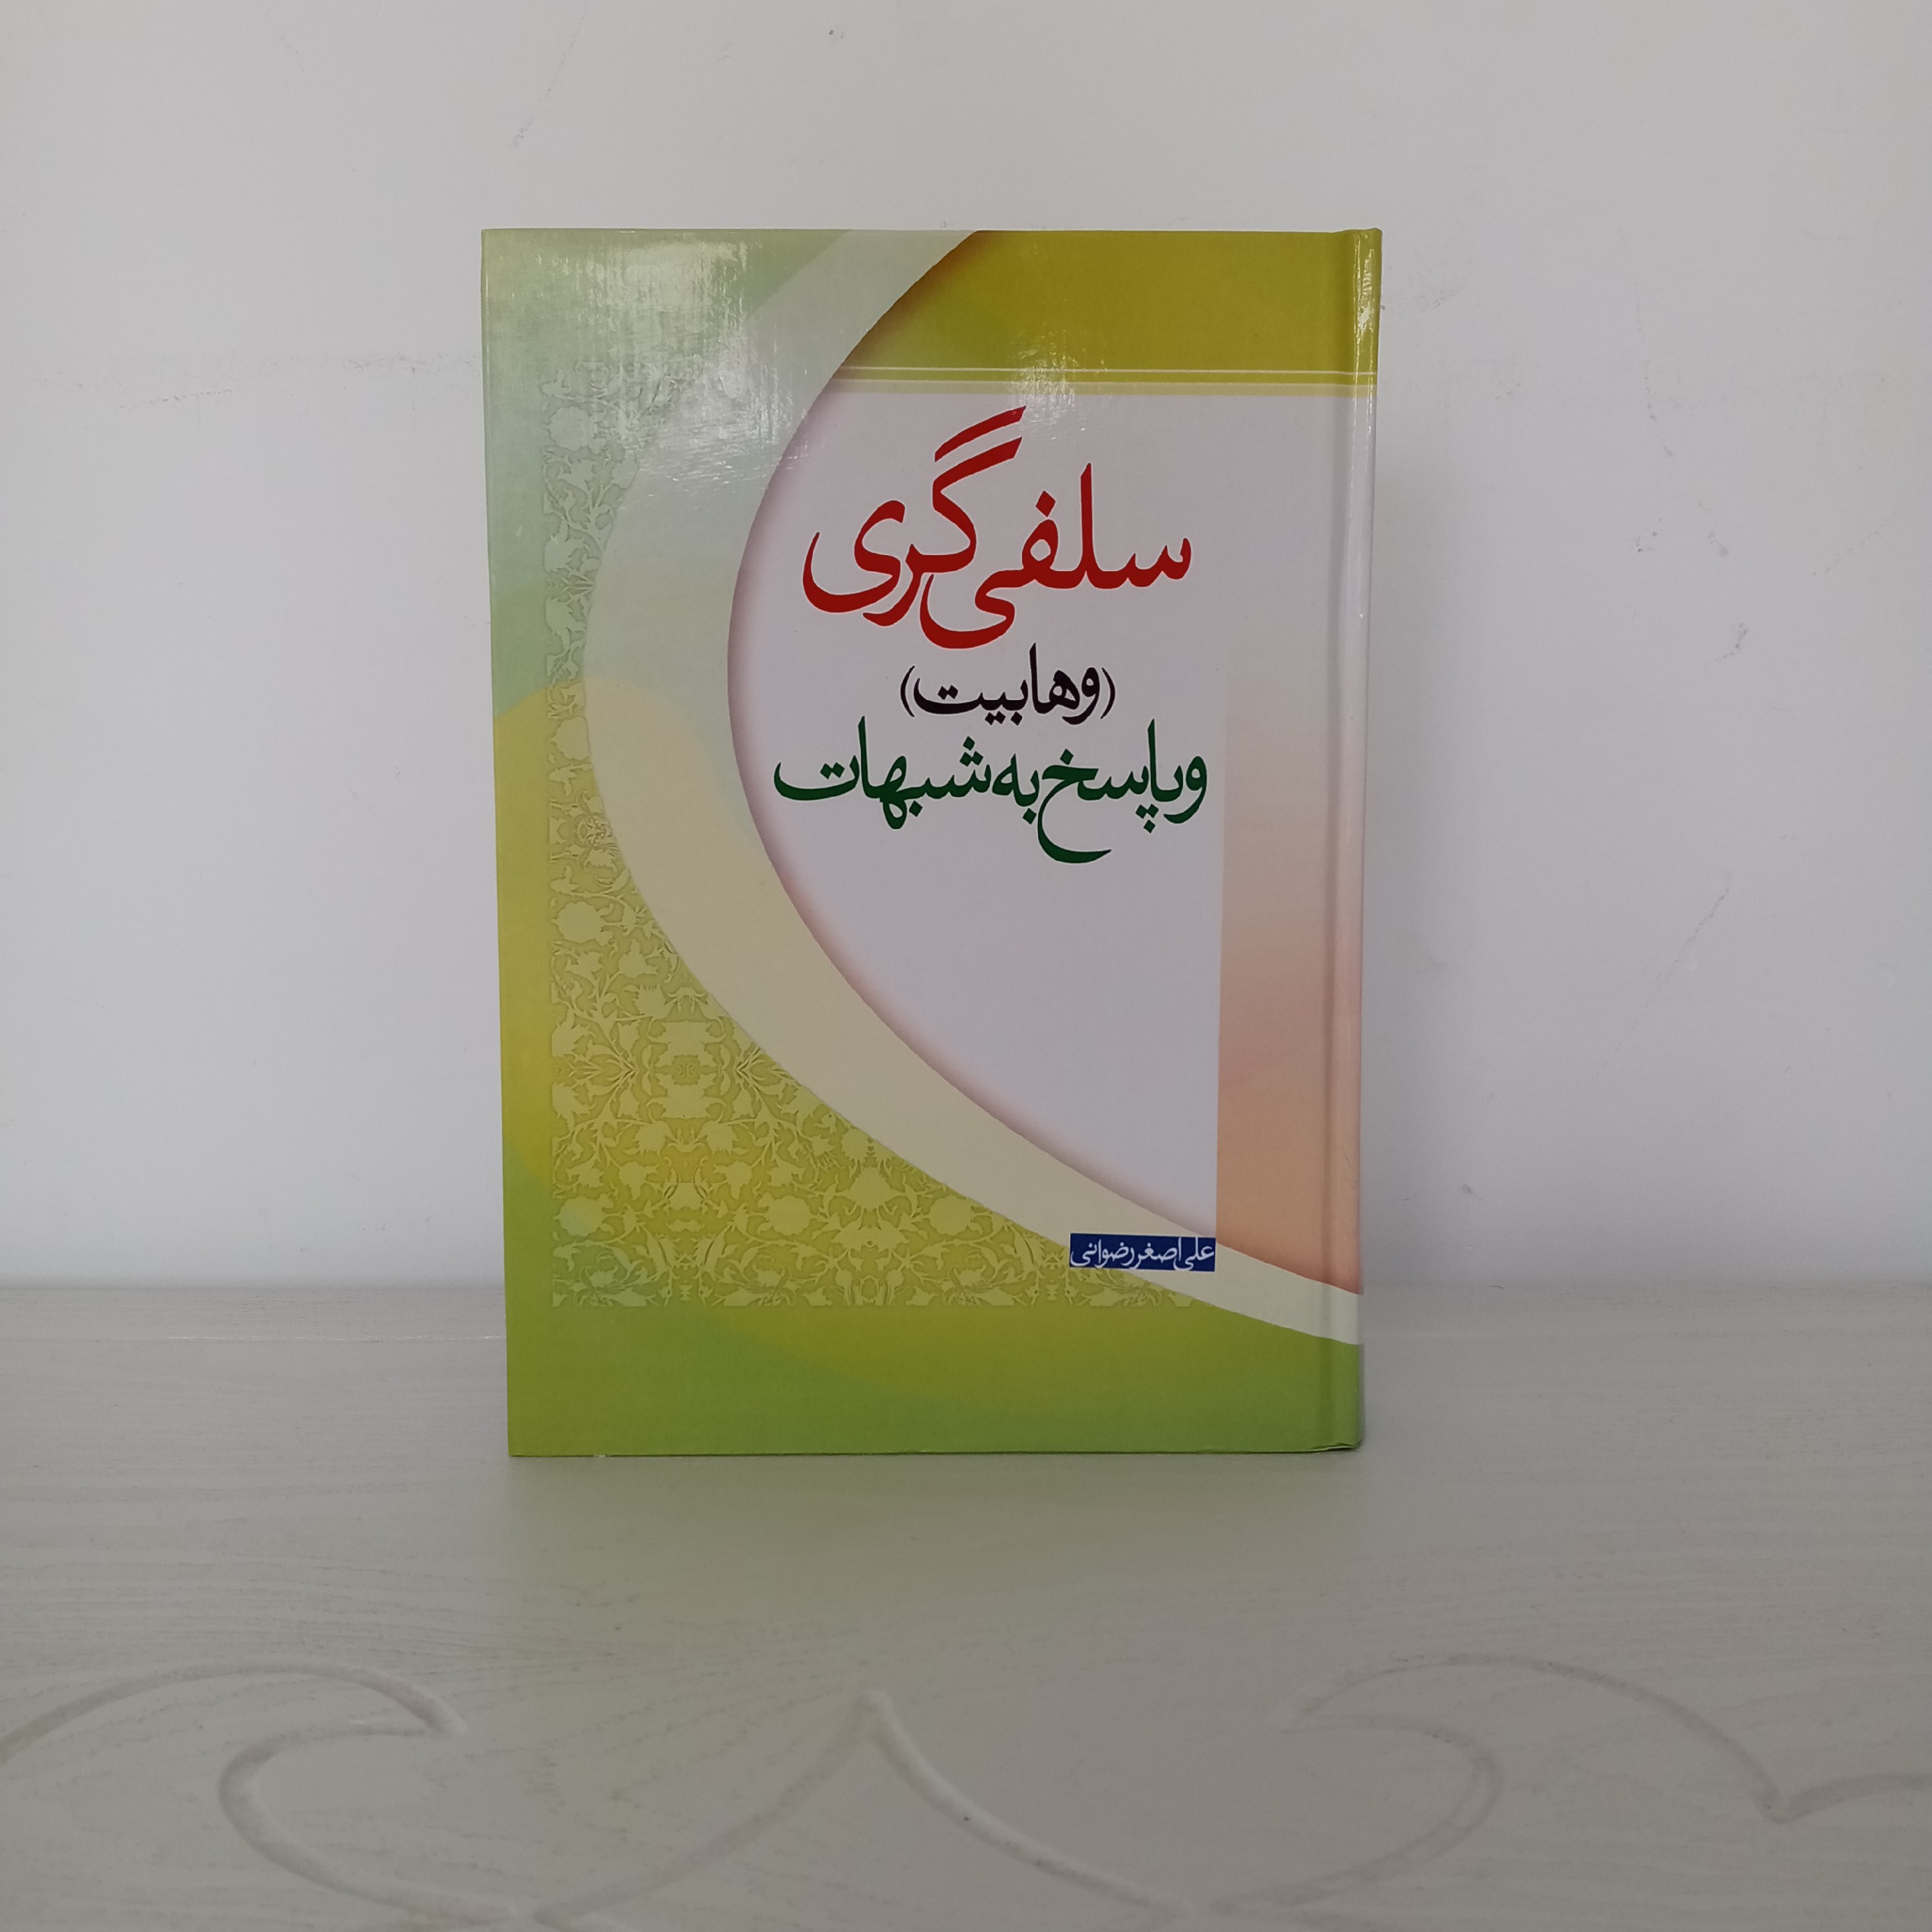 سلفی‌گری
(وهابیت)
و پاسخ به شبهات
علی اصغر رضوانی